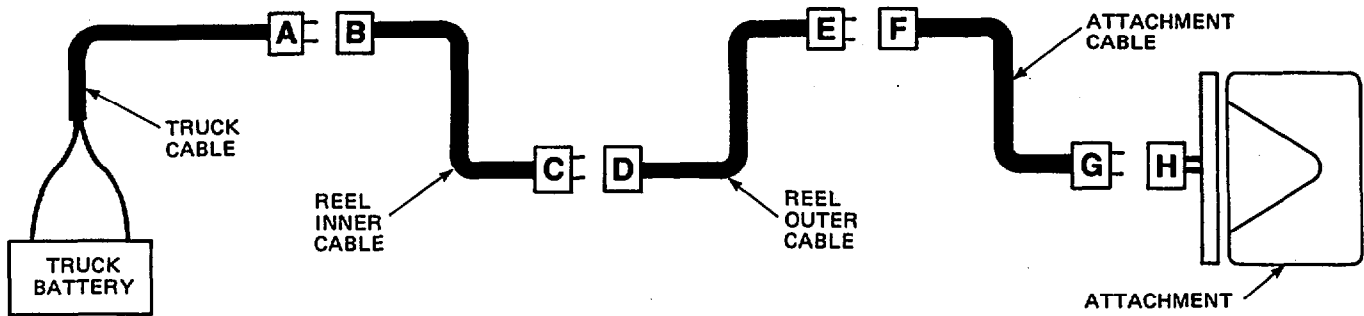 A
B
E
F
ATTACHMENT
CABLE
TRUCK
CABLE
C
D
G
H
REEL
INNER
CABLE
REEL
OUTER
CABLE
TRUCK
BATTERY
ATTACHMENT